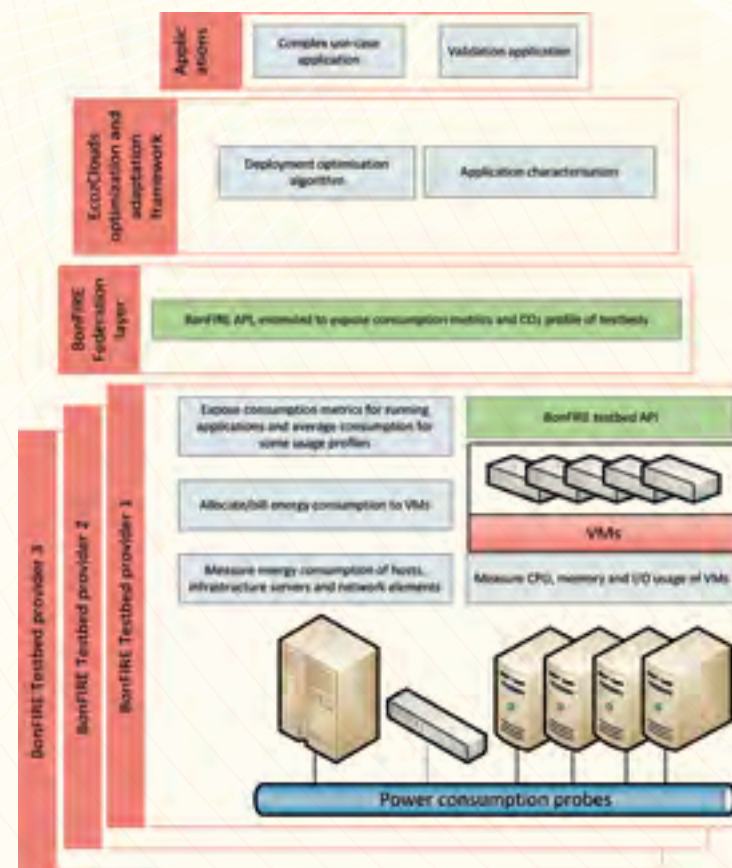 Applic
ations
Complex use-case
application
Validation application
Eco2Clouds
optimization and
adaptation
framework
Deployment optimisation
algorithm
Application characterisation
BonFIRE
Federation
layer
BonFIRE API, extended to expose consumption metrics and CO₂ profile of testbeds
BonFIRE Testbed provider 3
BonFIRE Testbed provider 2
BonFIRE Testbed provider 1
Expose consumption metrics for running
applications and average consumption for
some usage profiles
Allocate/bill energy consumption to VMs
Measure energy consumption of hosts,
infrastructure servers and network elements
BonFIRE testbed API
VMs
Measure CPU, memory and I/O usage of VMs
Power consumption probes